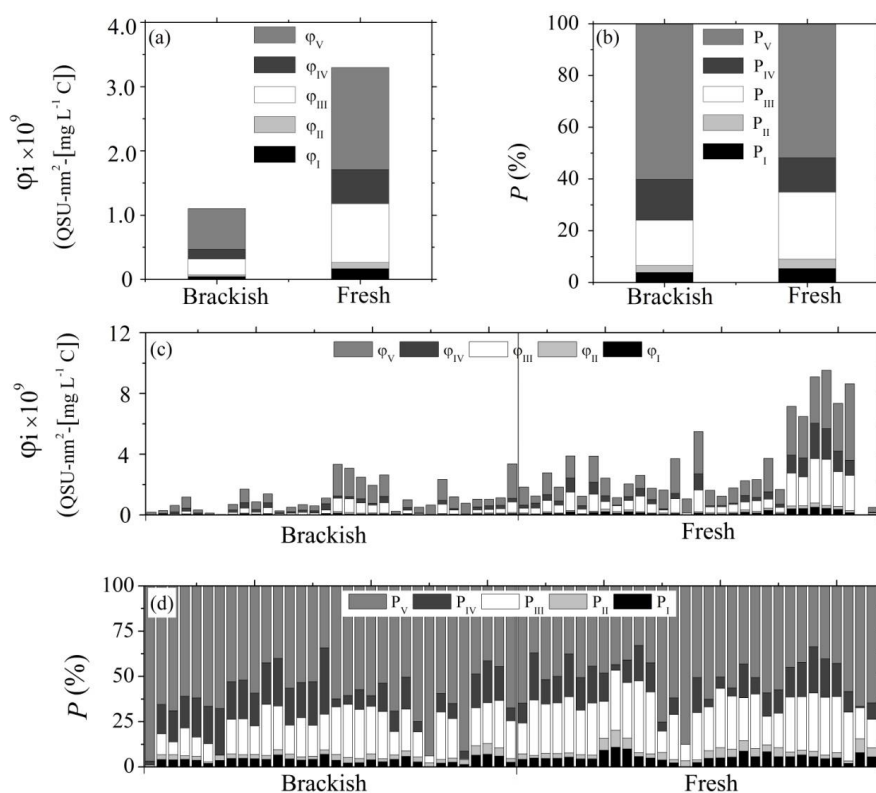 (a)
φi ×10⁹
(QSU-nm²-[mg L⁻¹ C])
4.0
3.0
2.0
1.0
0
φV
φIV
φIII
φII
φI
Brackish Fresh
(b)
P (%)
100
80
60
40
20
0
PV
PIV
PIII
PII
PI
Brackish Fresh
(c)
φi ×10⁹
(QSU-nm²-[mg L⁻¹ C])
12
8
4
0
φV φIV φIII φII φI
Brackish Fresh
(d)
P (%)
100
75
50
25
0
PV PIV PIII PII PI
Brackish Fresh